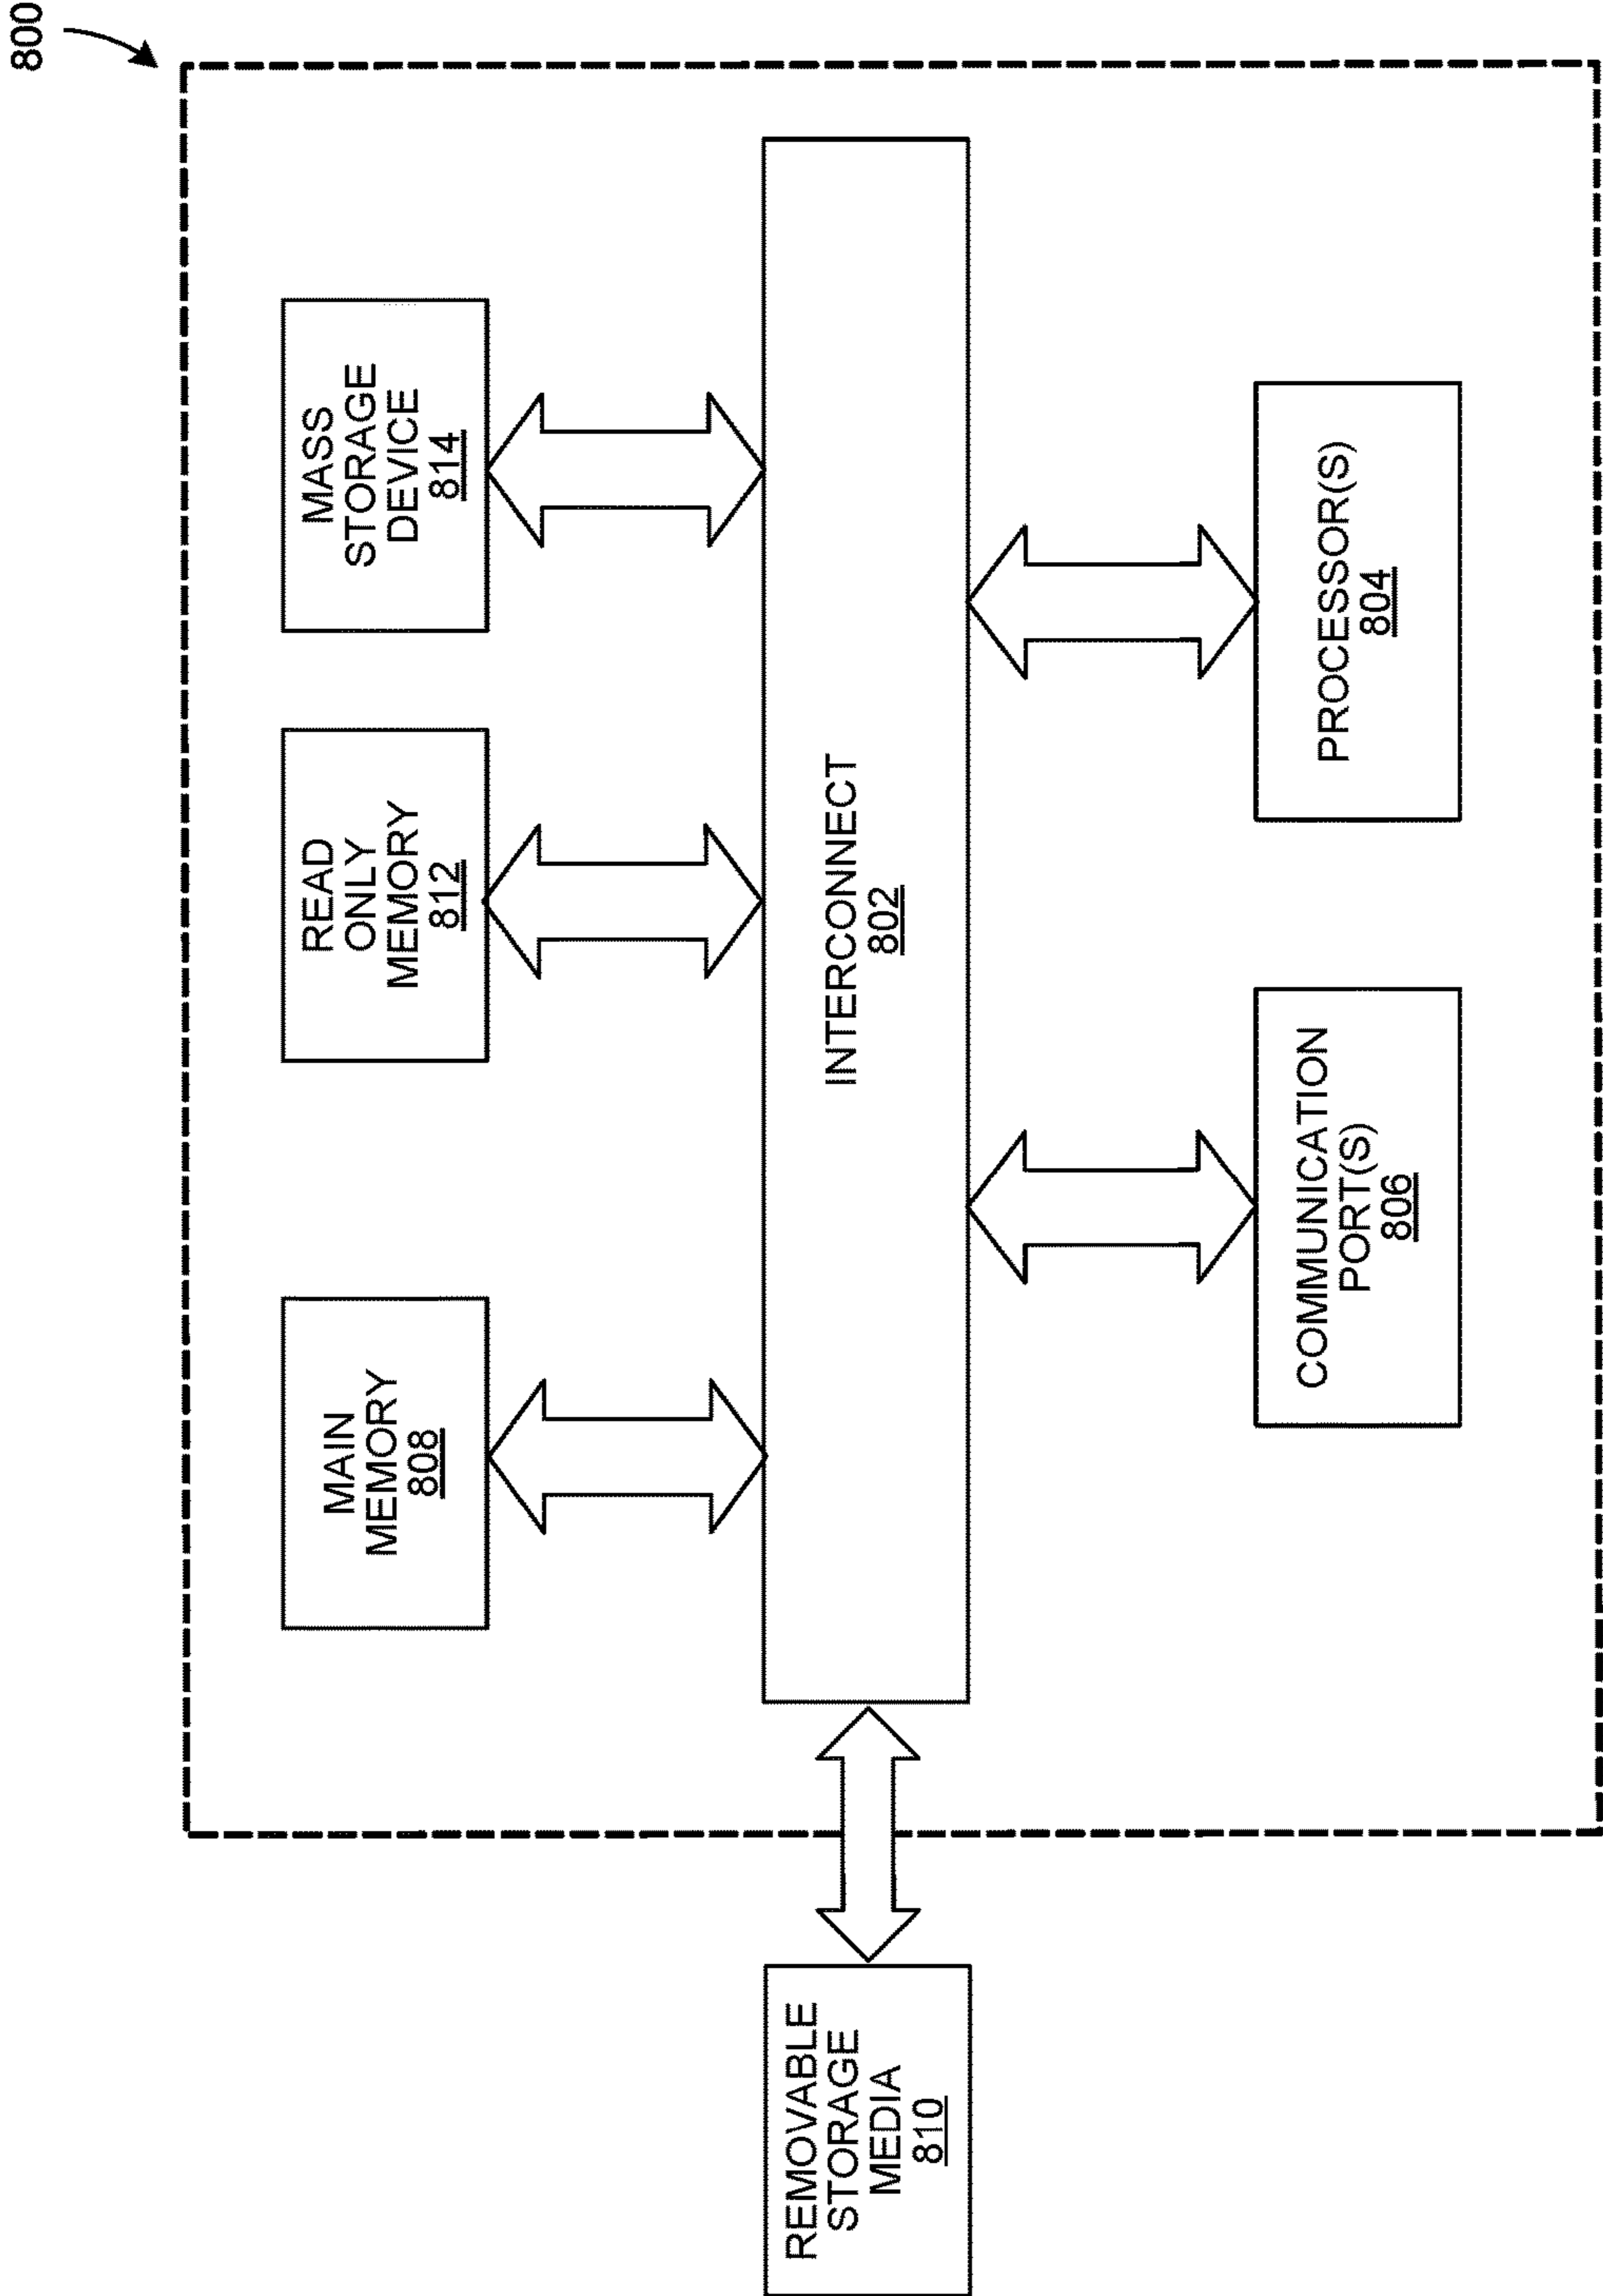 800
MAIN
MEMORY
808
READ
ONLY
MEMORY
812
MASS
STORAGE
DEVICE
814
REMOVABLE
STORAGE
MEDIA
810
INTERCONNECT
802
COMMUNICATION
PORT(S)
806
PROCESSOR(S)
804